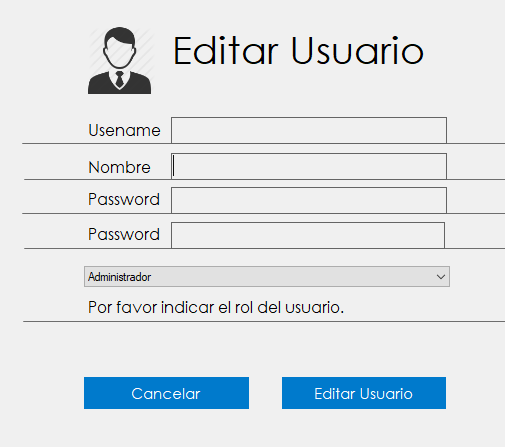 Editar Usuario
Usename
Nombre
Password
Password
Administrador
Por favor indicar el rol del usuario.
Cancelar
Editar Usuario